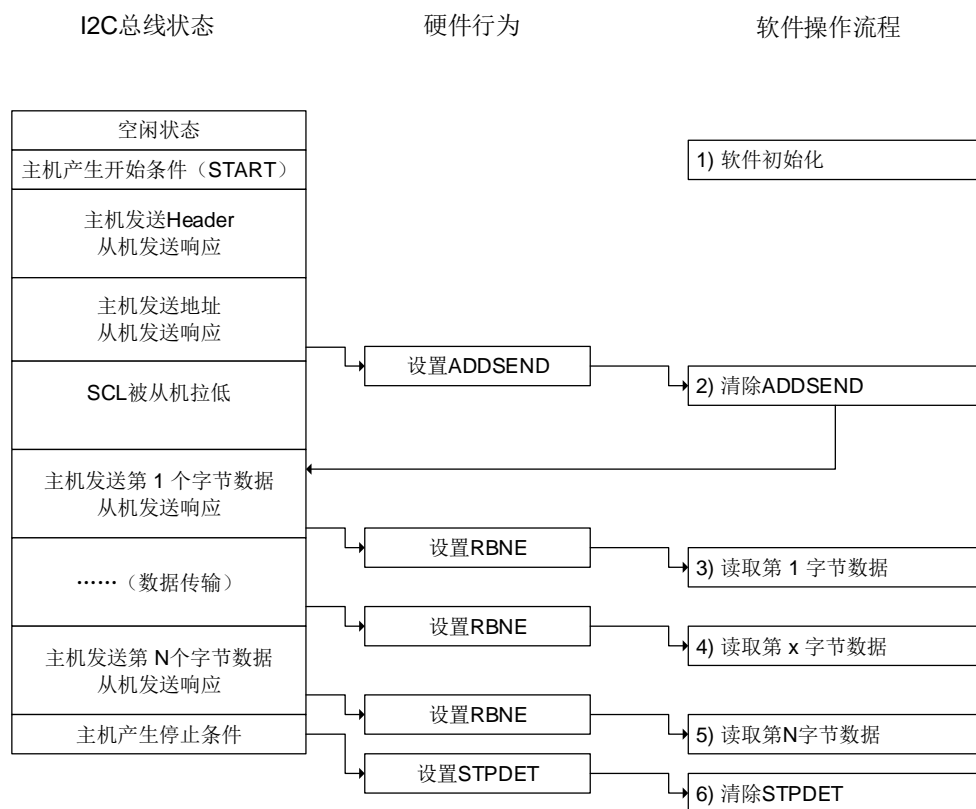 I2C总线状态
硬件行为
软件操作流程
空闲状态
主机产生开始条件（START）
1) 软件初始化
主机发送Header
从机发送响应
主机发送地址
从机发送响应
设置ADDSEND
2) 清除ADDSEND
SCL被从机拉低
主机发送第 1 个字节数据
从机发送响应
设置RBNE
3) 读取第 1 字节数据
……（数据传输）
设置RBNE
4) 读取第 x 字节数据
主机发送第 N个字节数据
从机发送响应
设置RBNE
5) 读取第N字节数据
主机产生停止条件
设置STPDET
6) 清除STPDET